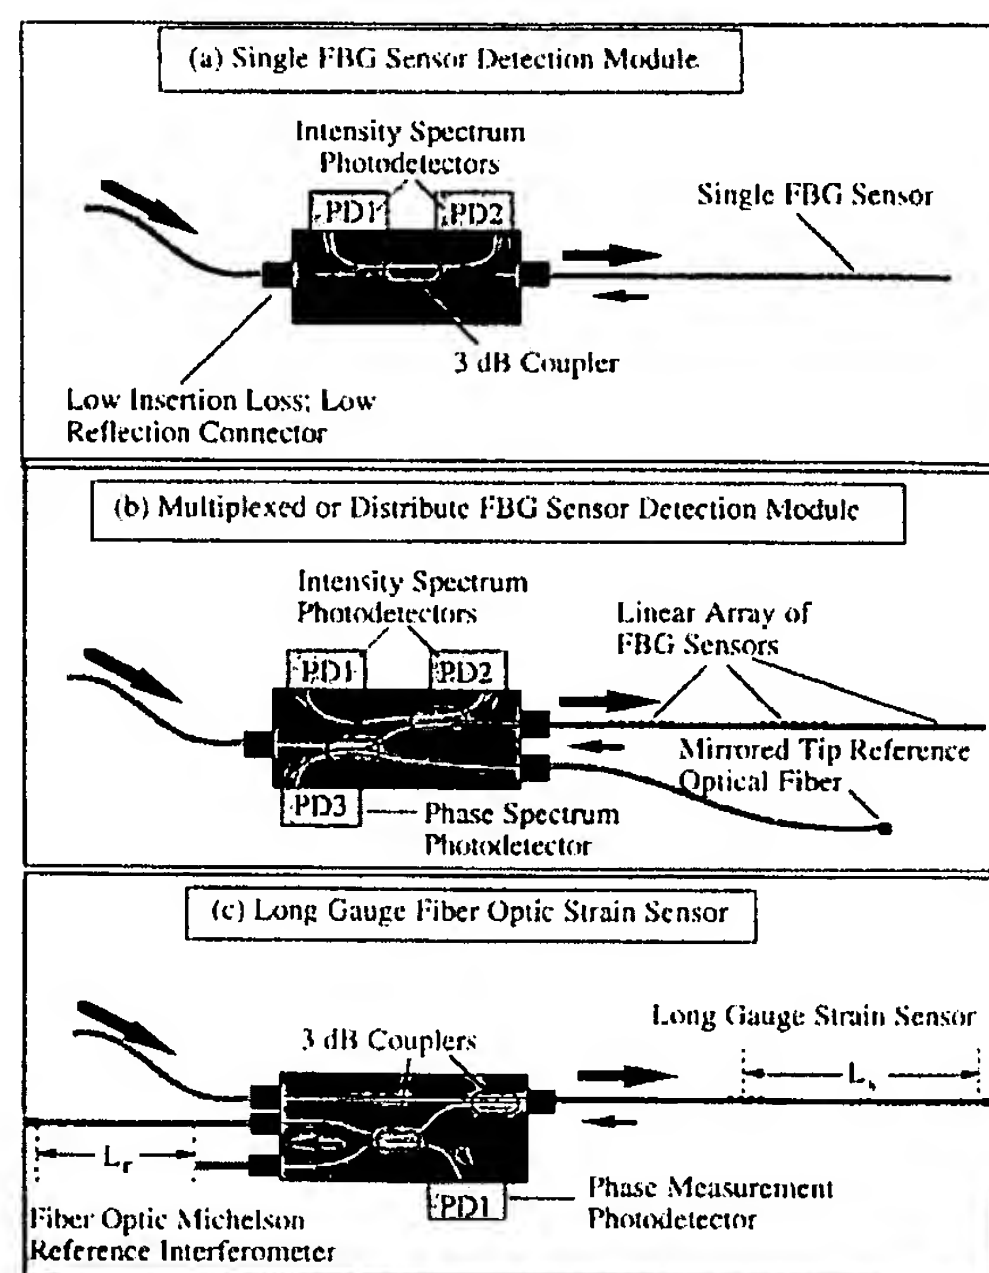 (a) Single FBG Sensor Detection Module
Intensity Spectrum
Photodetectors
PD1
PD2
Single FBG Sensor
3 dB Coupler
Low Insertion Loss; Low
Reflection Connector
(b) Multiplexed or Distribute FBG Sensor Detection Module
Intensity Spectrum
Photodetectors
Linear Array of
FBG Sensors
PD1
PD2
Mirrored Tip Reference
Optical Fiber
PD3
Phase Spectrum
Photodetector
(c) Long Gauge Fiber Optic Strain Sensor
3 dB Couplers
Long Gauge Strain Sensor
Ls
Lr
PD1
Phase Measurement
Photodetector
Fiber Optic Michelson
Reference Interferometer